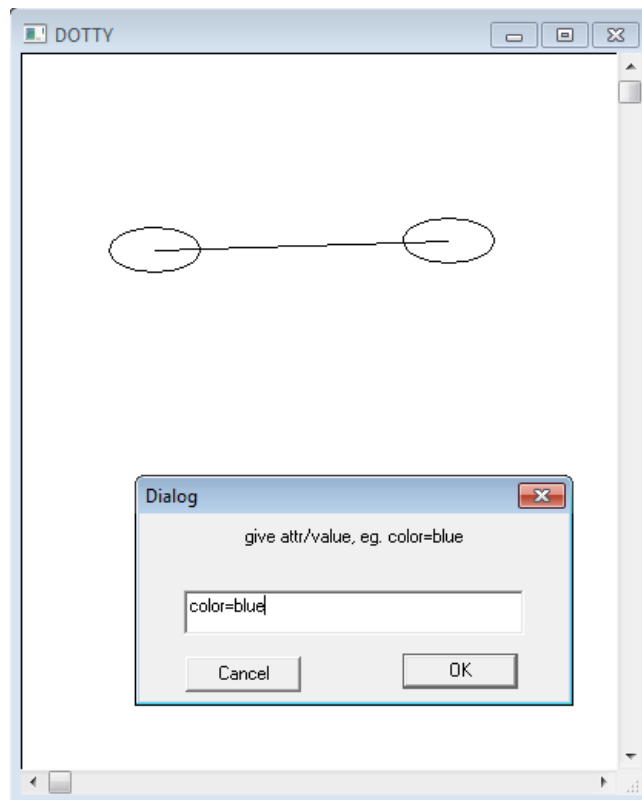 DOTTY
Dialog
give attr/value, eg. color=blue
color=blue
Cancel
OK